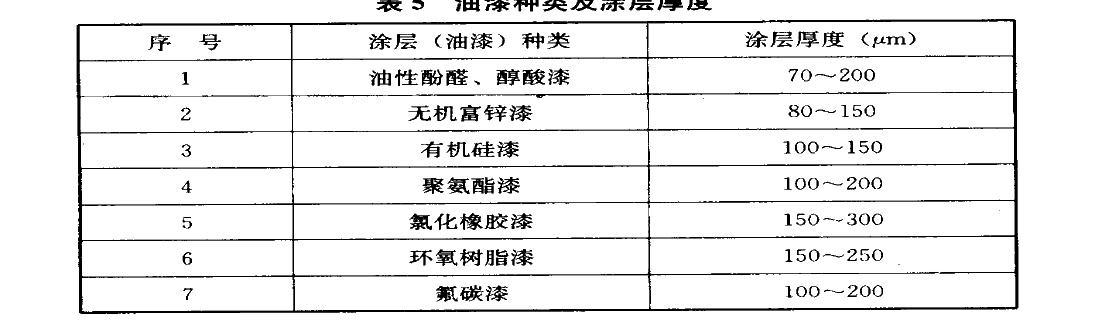 表5 油漆种类及涂层厚度
序 号 涂层（油漆）种类 涂层厚度（μm）
1 油性酚醛、醇酸漆 70～200
2 无机富锌漆 80～150
3 有机硅漆 100～150
4 聚氨酯漆 100～200
5 氯化橡胶漆 150～300
6 环氧树脂漆 150～250
7 氟碳漆 100～200